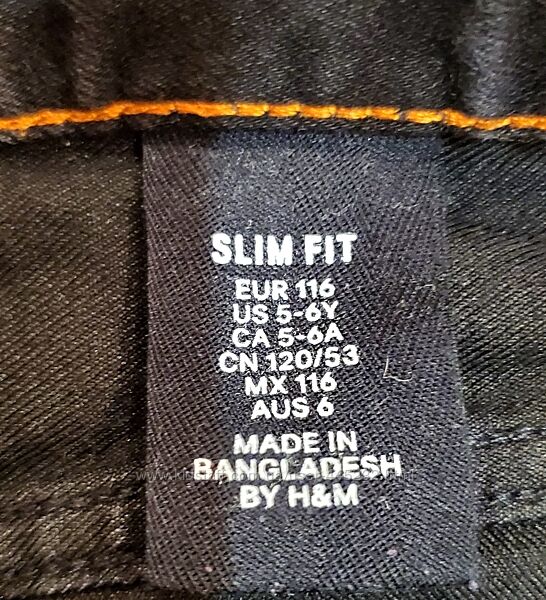 SLIM FIT
EUR 116
US 5-6Y
CA 5-6A
CN 120/53
MX 116
AUS 6
MADE IN
BANGLADESH
BY H&M